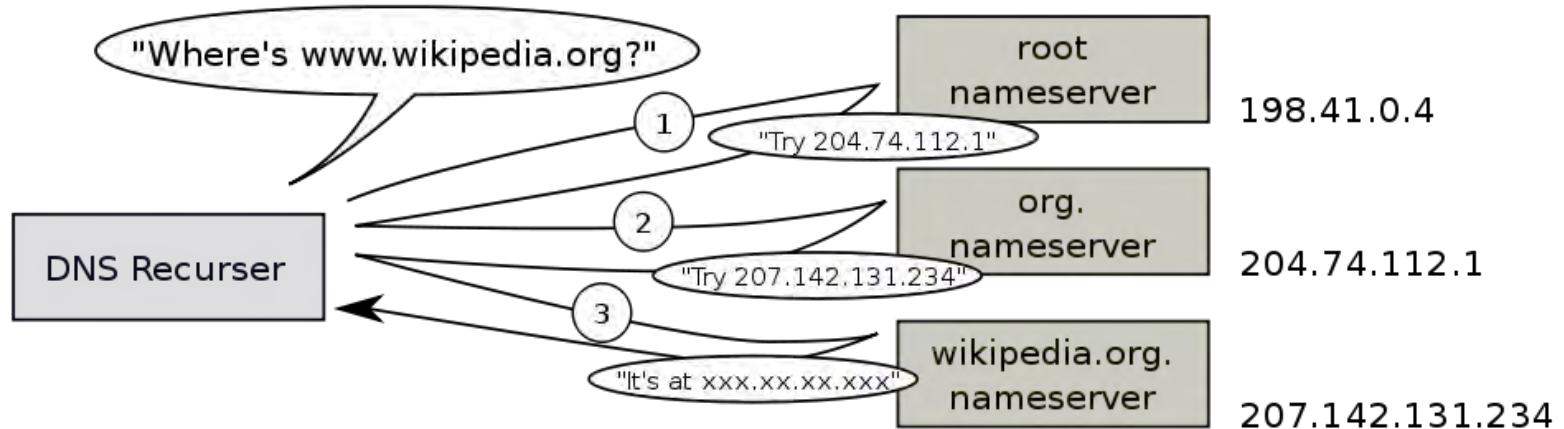 "Where's www.wikipedia.org?"
root
nameserver
198.41.0.4
1
"Try 204.74.112.1"
org.
nameserver
204.74.112.1
2
"Try 207.142.131.234"
DNS Recurser
3
"It's at xxx.xx.xx.xxx"
wikipedia.org.
nameserver
207.142.131.234